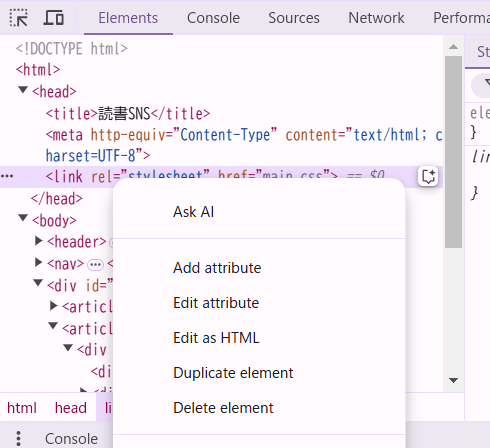 Elements Console Sources Network Performa
<!DOCTYPE html> St
<html>
<head>
<title>読書SNS</title> ele
<meta http-equiv="Content-Type" content="text/html; c }
harset=UTF-8"> lin
<link rel="stylesheet" href="main.css"> == $0
</head> }
<body>
<header>
<nav> … <
<div id="
<artic
<artic
<div
<di
<di
Ask AI
Add attribute
Edit attribute
Edit as HTML
Duplicate element
Delete element
html head li
Console